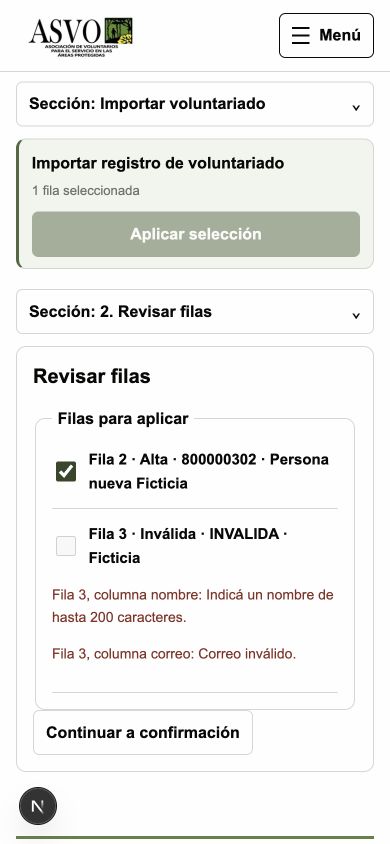 ASVO
ASOCIACIÓN DE VOLUNTARIOS
PARA EL SERVICIO EN LAS
ÁREAS PROTEGIDAS
Menú
Sección: Importar voluntariado
Importar registro de voluntariado
1 fila seleccionada
Aplicar selección
Sección: 2. Revisar filas
Revisar filas
Filas para aplicar
Fila 2 · Alta · 800000302 · Persona
nueva Ficticia
Fila 3 · Inválida · INVALIDA ·
Ficticia
Fila 3, columna nombre: Indicá un nombre de
hasta 200 caracteres.
Fila 3, columna correo: Correo inválido.
Continuar a confirmación
N